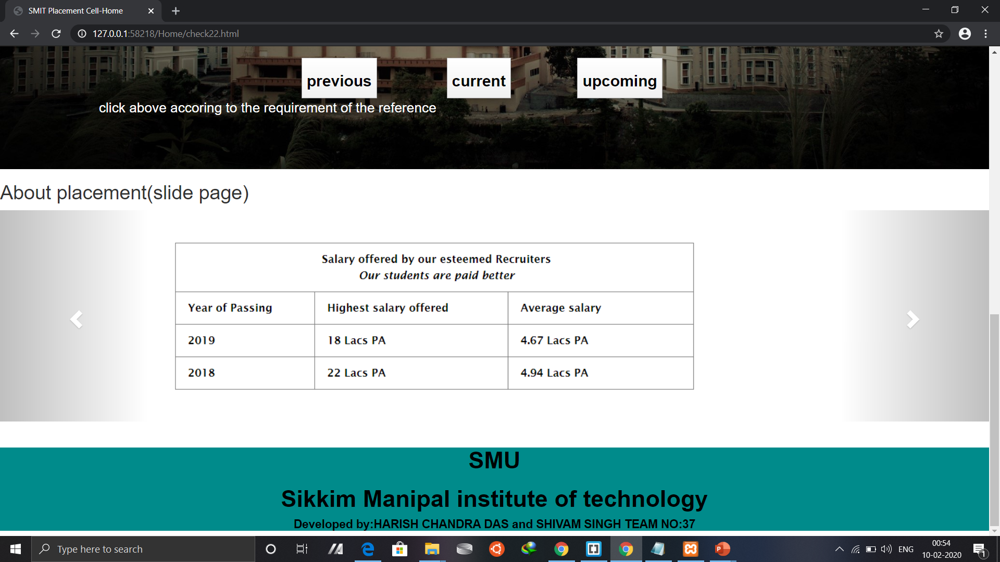 SMIT Placement Cell-Home
127.0.0.1:58218/Home/check22.html
previous current upcoming
click above accoring to the requirement of the reference
About placement(slide page)
Salary offered by our esteemed Recruiters
Our students are paid better
Year of Passing Highest salary offered Average salary
2019 18 Lacs PA 4.67 Lacs PA
2018 22 Lacs PA 4.94 Lacs PA
SMU
Sikkim Manipal institute of technology
Developed by:HARISH CHANDRA DAS and SHIVAM SINGH TEAM NO:37
Type here to search
ENG
00:54
10-02-2020
1